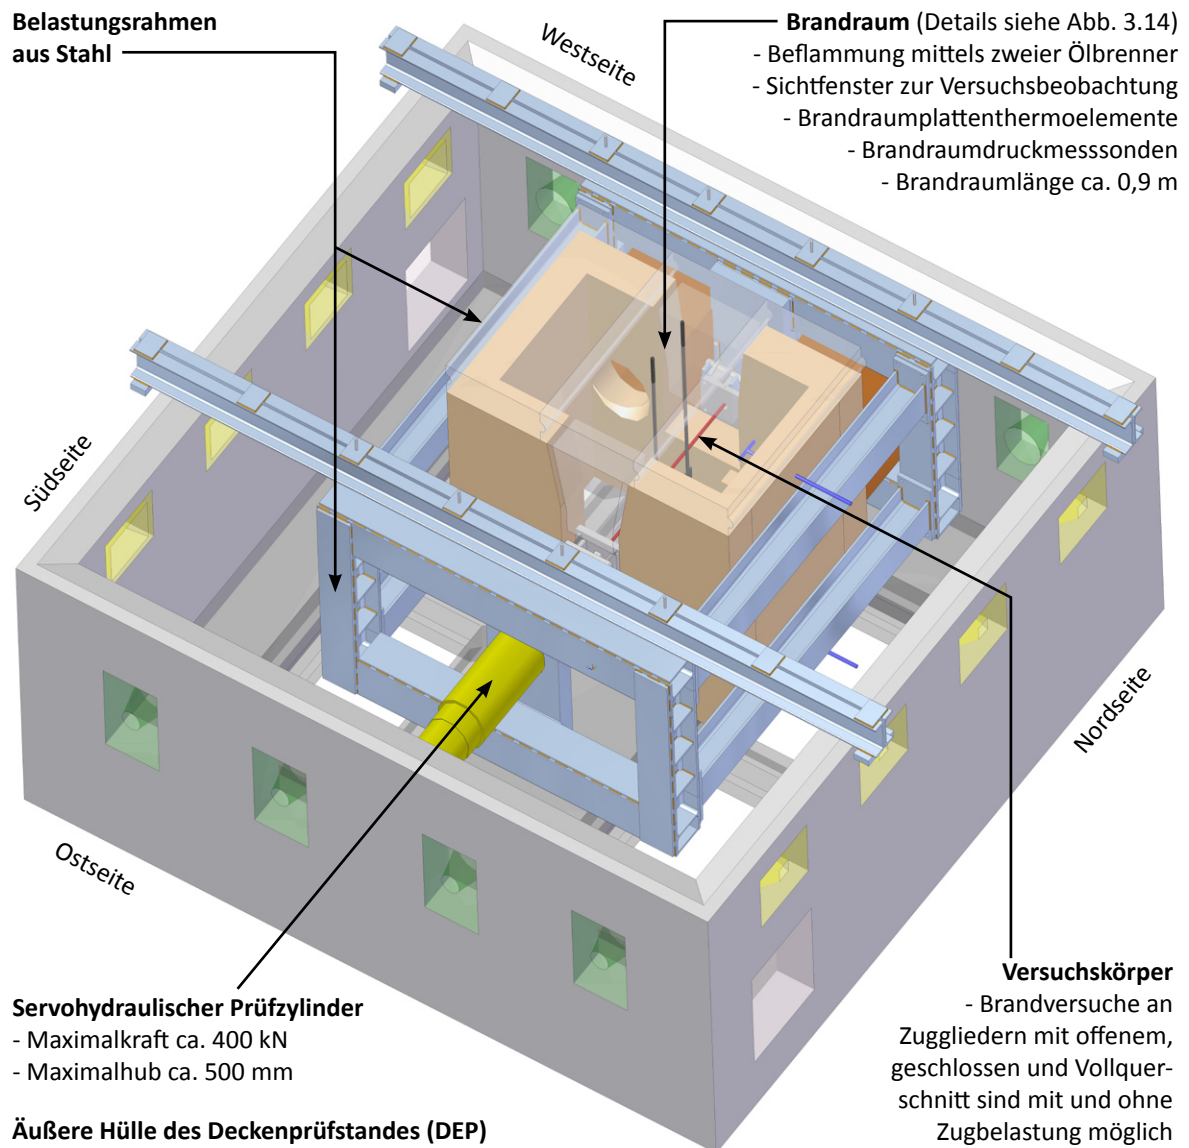 Belastungsrahmen
aus Stahl
Westseite
Brandraum (Details siehe Abb. 3.14)
- Beflammung mittels zweier Ölbrenner
- Sichtfenster zur Versuchsbeobachtung
- Brandraumplattenthermoelemente
- Brandraumdruckmesssonden
- Brandraumlänge ca. 0,9 m
Südseite
Nordseite
Ostseite
Servohydraulischer Prüfzylinder
- Maximalkraft ca. 400 kN
- Maximalhub ca. 500 mm
Äußere Hülle des Deckenprüfstandes (DEP)
Versuchskörper
- Brandversuche an
Zuggliedern mit offenem,
geschlossen und Vollquer-
schnitt sind mit und ohne
Zugbelastung möglich